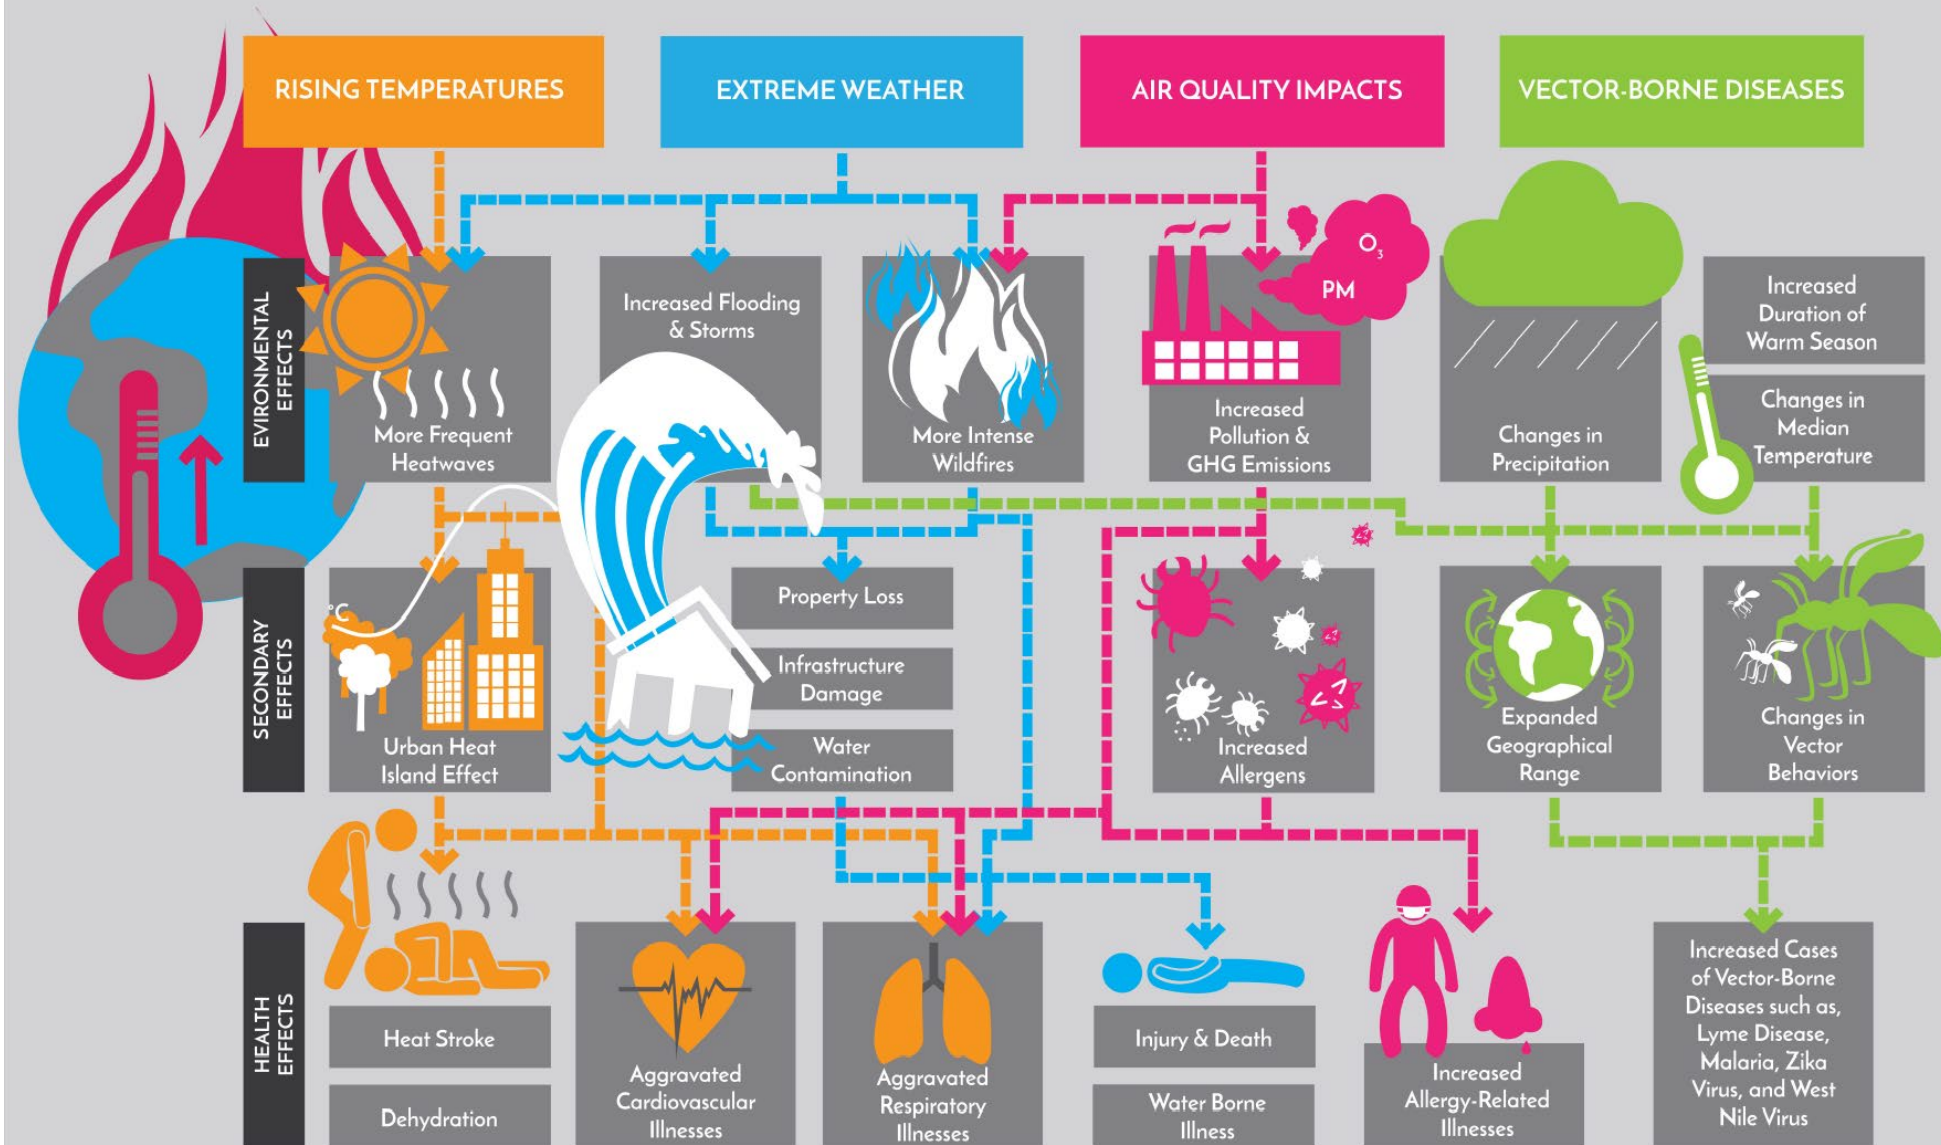 RISING TEMPERATURES
EXTREME WEATHER
AIR QUALITY IMPACTS
VECTOR-BORNE DISEASES
EVIRONMENTAL
EFFECTS
More Frequent
Heatwaves
Increased Flooding
& Storms
More Intense
Wildfires
O3
PM
Increased
Pollution &
GHG Emissions
Changes in
Precipitation
Increased
Duration of
Warm Season
Changes in
Median
Temperature
SECONDARY
EFFECTS
°C
Urban Heat
Island Effect
Property Loss
Infrastructure
Damage
Water
Contamination
Increased
Allergens
Expanded
Geographical
Range
Changes in
Vector
Behaviors
HEALTH
EFFECTS
Heat Stroke
Dehydration
Aggravated
Cardiovascular
Illnesses
Aggravated
Respiratory
Illnesses
Injury & Death
Water Borne
Illness
Increased
Allergy-Related
Illnesses
Increased Cases
of Vector-Borne
Diseases such as,
Lyme Disease,
Malaria, Zika
Virus, and West
Nile Virus